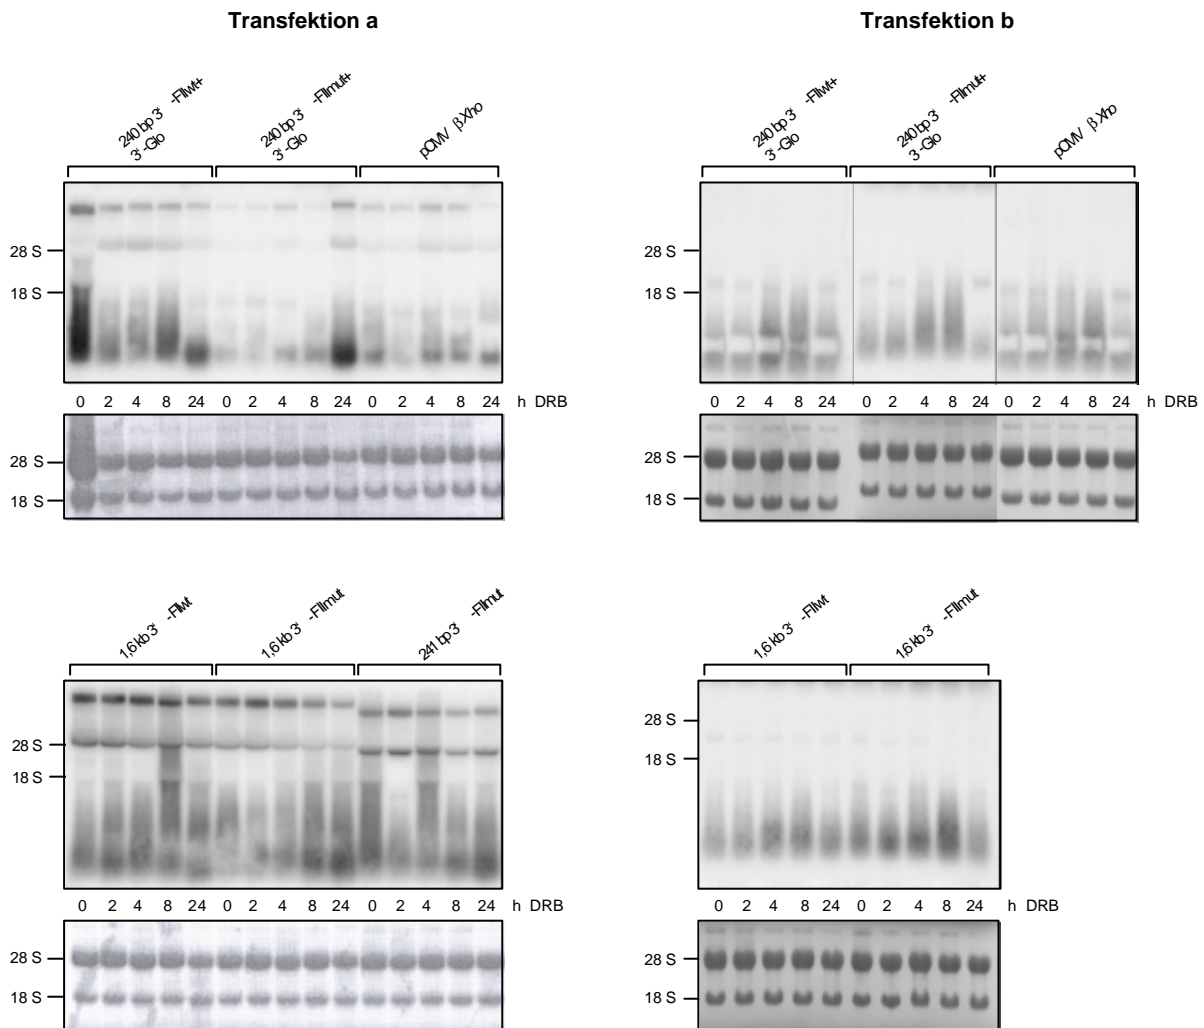 Transfektion a
Transfektion b
240 bp 3' -FIIwt+
3'-Glo
240 bp 3' -FIImut+
3'-Glo
pCMV βXho
240 bp 3' -FIIwt+
3'-Glo
240 bp 3' -FIImut+
3'-Glo
pCMV βXho
28 S
18 S
28 S
18 S
0 2 4 8 24 0 2 4 8 24 0 2 4 8 24 h DRB
0 2 4 8 24 0 2 4 8 24 0 2 4 8 24 h DRB
28 S
18 S
28 S
18 S
1,6 kb 3' -FIIwt
1,6 kb 3' -FIImut
241 bp 3' -FIImut
1,6 kb 3' -FIIwt
1,6 kb 3' -FIImut
28 S
18 S
28 S
18 S
0 2 4 8 24 0 2 4 8 24 0 2 4 8 24 h DRB
0 2 4 8 24 0 2 4 8 24 h DRB
28 S
18 S
28 S
18 S